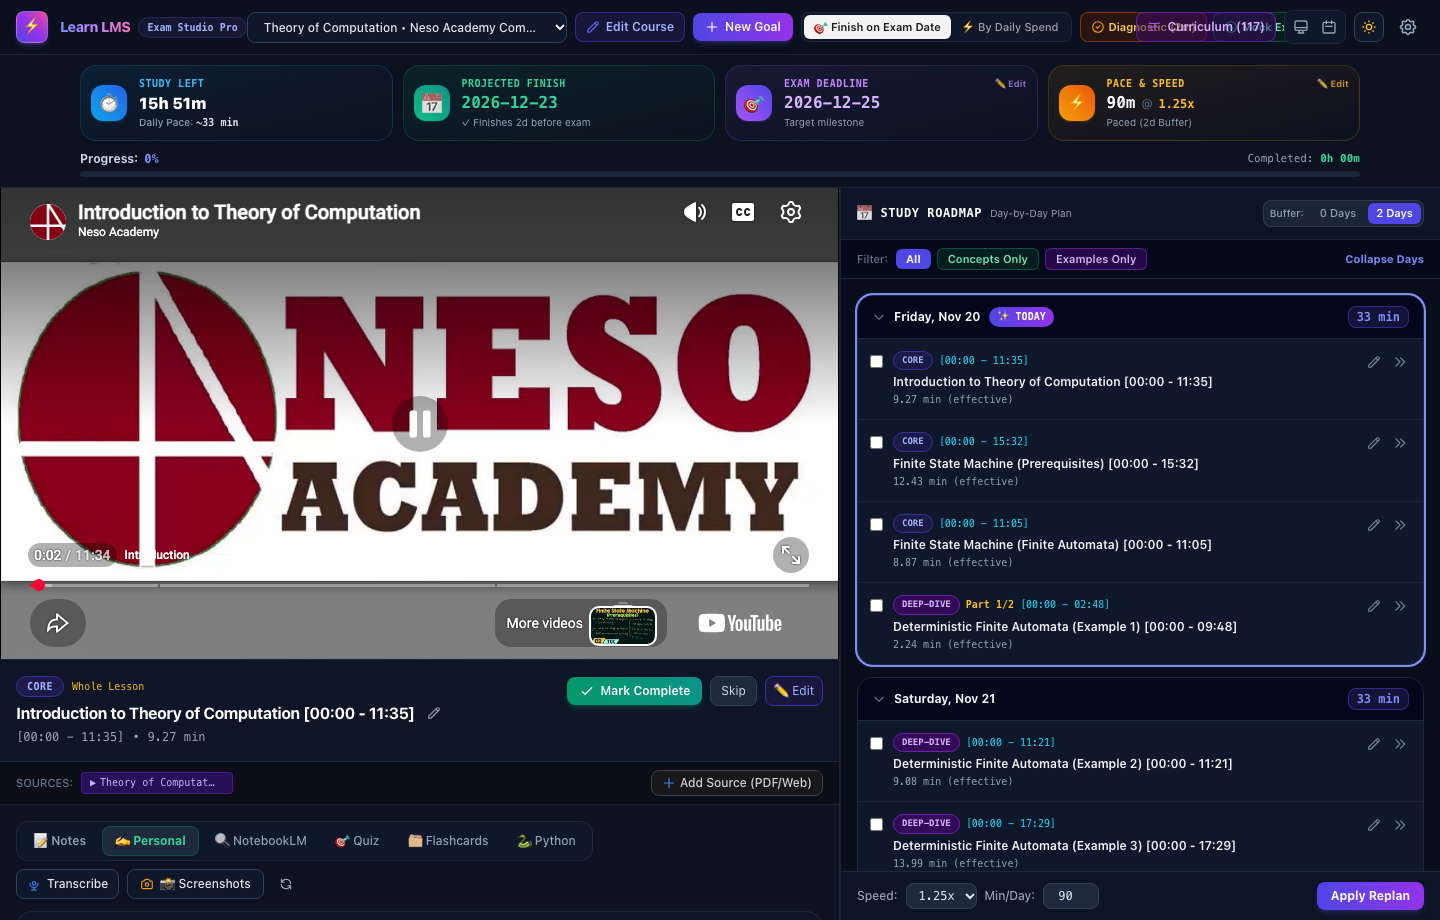 Learn LMS
Exam Studio Pro
Theory of Computation • Neso Academy Com...
Edit Course
New Goal
Finish on Exam Date
By Daily Spend
Curriculum (117)
STUDY LEFT
15h 51m
Daily Pace: ~33 min
PROJECTED FINISH
2026-12-23
✓ Finishes 2d before exam
EXAM DEADLINE
Edit
2026-12-25
Target milestone
PACE & SPEED
Edit
90m @ 1.25x
Paced (2d Buffer)
Progress: 0%
Completed: 0h 00m
Introduction to Theory of Computation
Neso Academy
CC
NESO
ACADEMY
0:02 / 11:34
Introduction
More videos
YouTube
CORE
Whole Lesson
Introduction to Theory of Computation [00:00 - 11:35]
[00:00 – 11:35] • 9.27 min
Mark Complete
Skip
Edit
SOURCES:
Theory of Computat…
Add Source (PDF/Web)
Notes
Personal
NotebookLM
Quiz
Flashcards
Python
Transcribe
Screenshots
STUDY ROADMAP
Day-by-Day Plan
Buffer:
0 Days
2 Days
Filter:
All
Concepts Only
Examples Only
Collapse Days
Friday, Nov 20
TODAY
33 min
CORE [00:00 – 11:35]
Introduction to Theory of Computation [00:00 - 11:35]
9.27 min (effective)
CORE [00:00 – 15:32]
Finite State Machine (Prerequisites) [00:00 - 15:32]
12.43 min (effective)
CORE [00:00 – 11:05]
Finite State Machine (Finite Automata) [00:00 - 11:05]
8.87 min (effective)
DEEP-DIVE Part 1/2 [00:00 – 02:48]
Deterministic Finite Automata (Example 1) [00:00 - 09:48]
2.24 min (effective)
Saturday, Nov 21
33 min
DEEP-DIVE [00:00 – 11:21]
Deterministic Finite Automata (Example 2) [00:00 - 11:21]
9.08 min (effective)
DEEP-DIVE [00:00 – 17:29]
Deterministic Finite Automata (Example 3) [00:00 - 17:29]
13.99 min (effective)
Speed: 1.25x
Min/Day: 90
Apply Replan